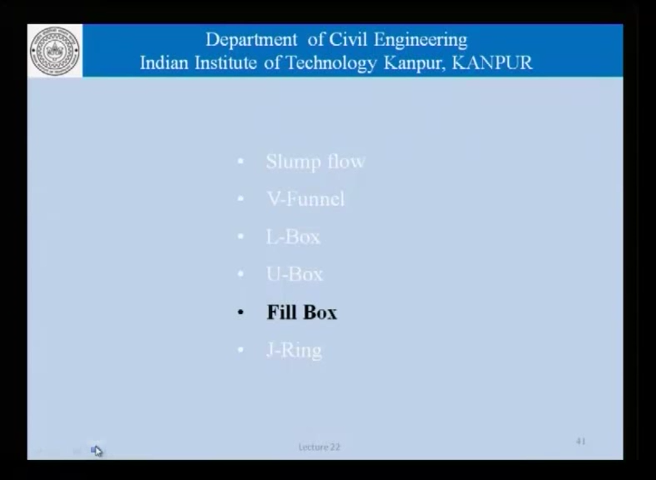 Department of Civil Engineering
Indian Institute of Technology Kanpur, KANPUR
• Slump flow
• V-Funnel
• L-Box
• U-Box
• Fill Box
• J-Ring
Lecture 22
41